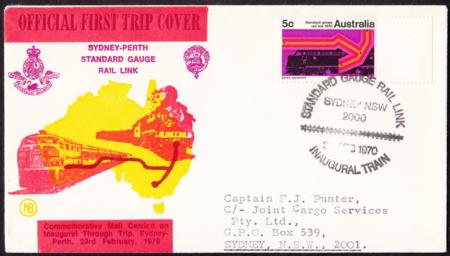 OFFICIAL FIRST TRIP COVER
SYDNEY-PERTH
STANDARD GAUGE
RAIL LINK
5c
Standard gauge
rail link 1970
Australia
STANDARD GAUGE RAIL LINK
SYDNEY NSW
2000
1970
INAUGURAL TRAIN
Commemorative Mail Carried on
Inaugural Through Trip, Sydney-
Perth, 23rd February, 1970
Captain F.J. Punter,
C/- Joint Cargo Services
Pty. Ltd.,
G.P.O. Box 539,
SYDNEY, N.S.W., 2001.